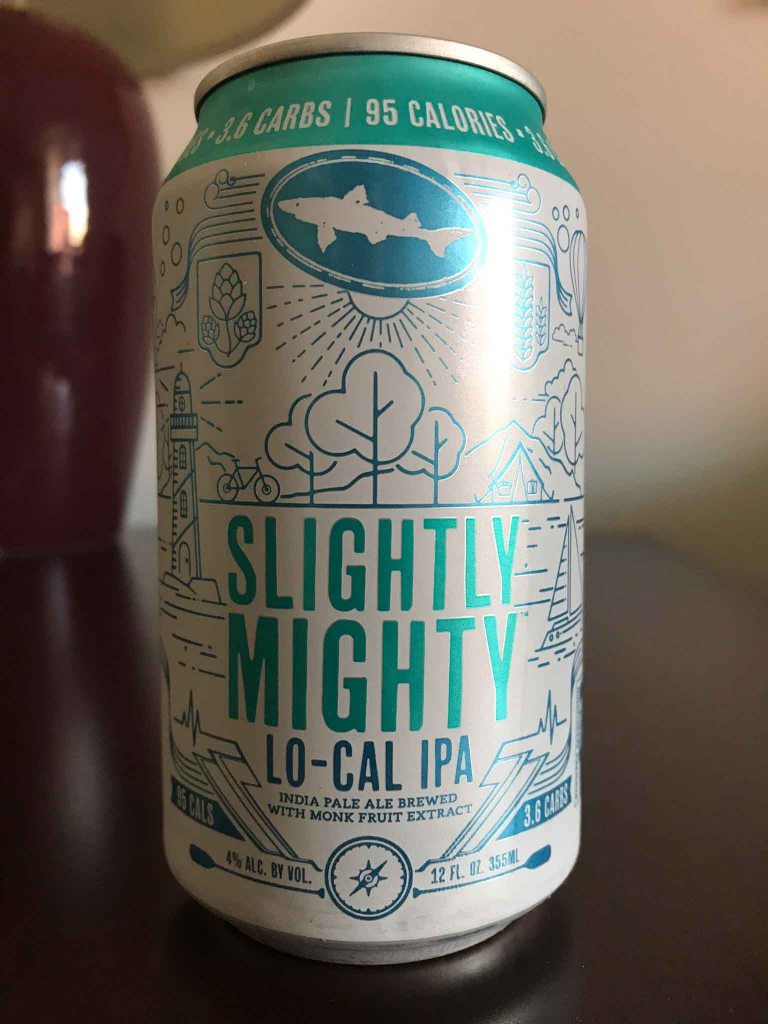 3.6 CARBS | 95 CALORIES •
SLIGHTLY
MIGHTY
LO-CAL IPA
INDIA PALE ALE BREWED
WITH MONK FRUIT EXTRACT
95 CALS
3.6 CARBS
4% ALC. BY VOL.
12 FL. OZ. 355ML